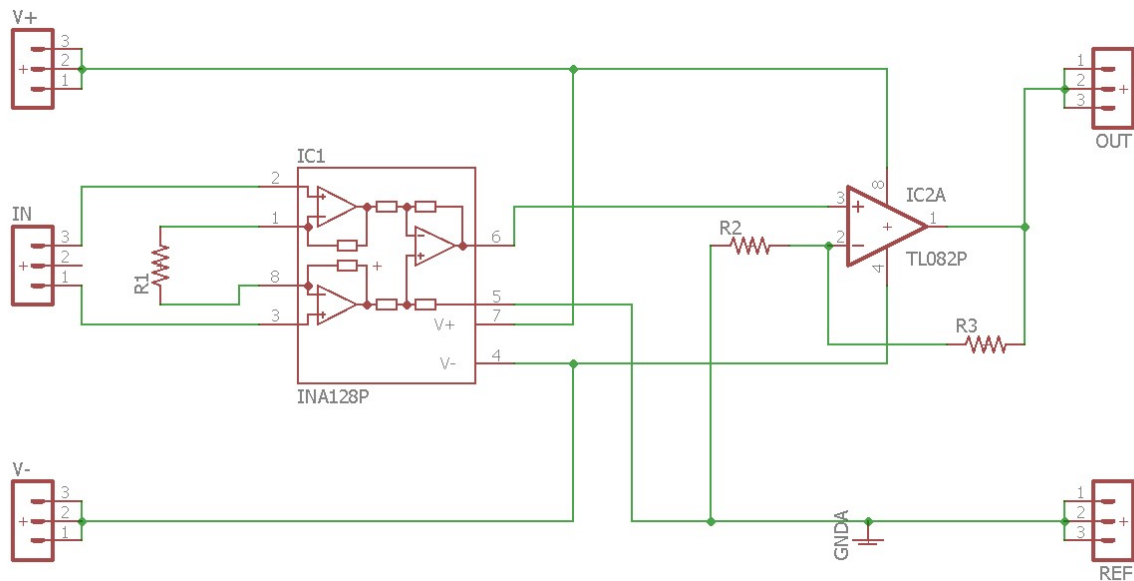 V+
3
2
1
+
1
2
3
+
OUT
IC1
2
1
8
3
6
5
7
4
V+
V-
+
INA128P
IN
3
2
1
+
R1
R2
3
2
8
4
1
+
-
+
IC2A
TL082P
R3
V-
3
2
1
+
GNDA
1
2
3
+
REF